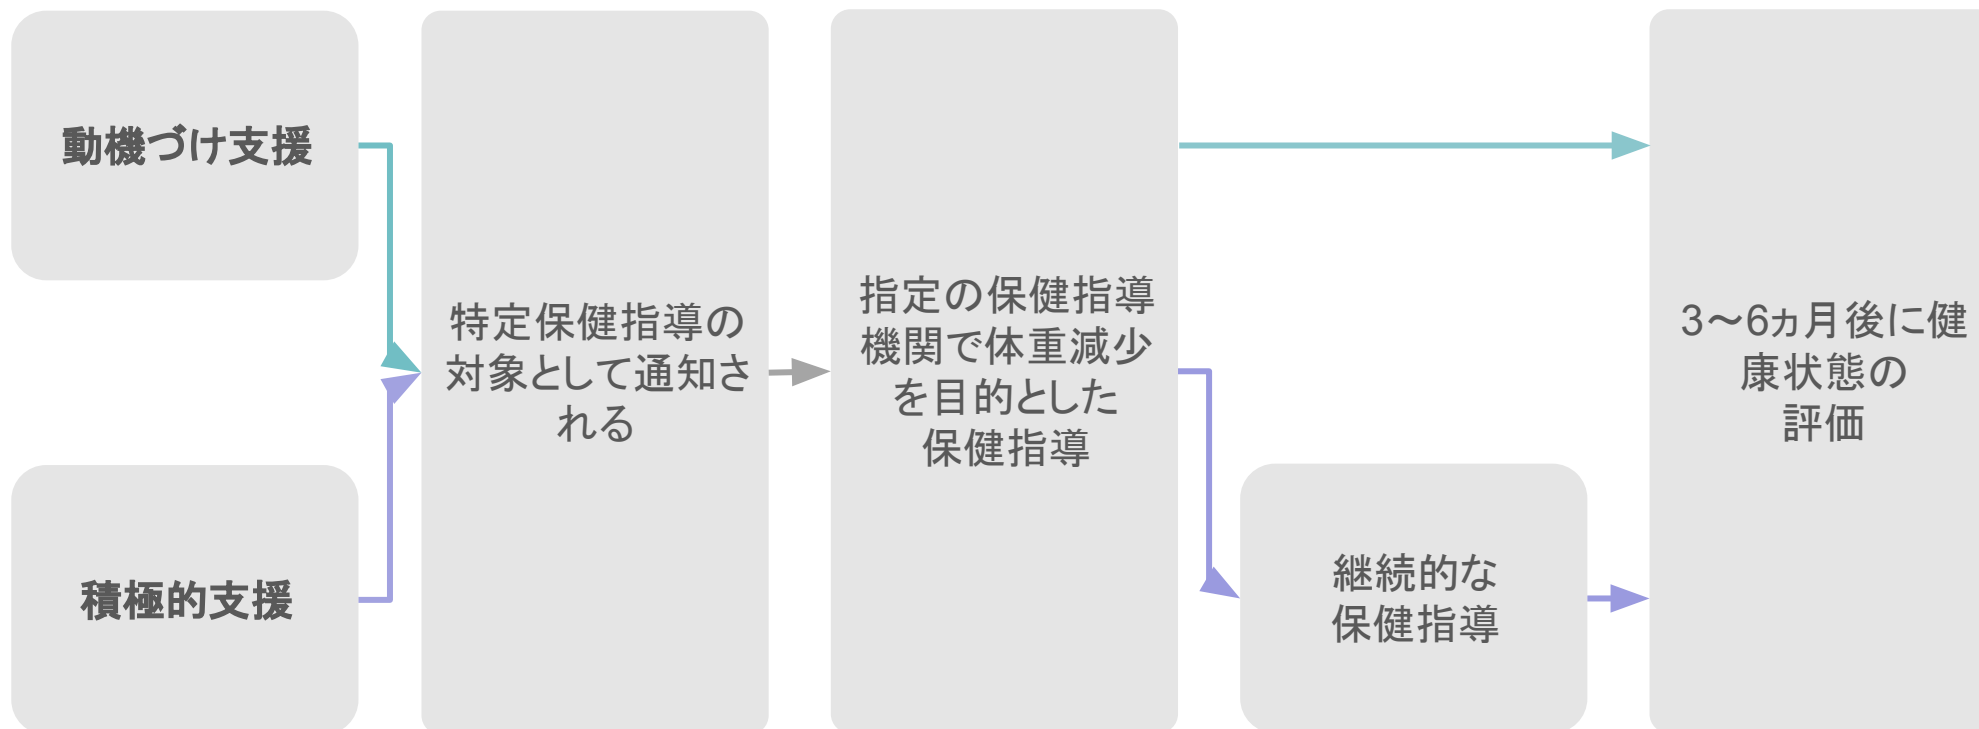 動機づけ支援
積極的支援
特定保健指導の
対象として通知さ
れる
指定の保健指導
機関で体重減少
を目的とした
保健指導
継続的な
保健指導
3〜6ヵ月後に健
康状態の
評価